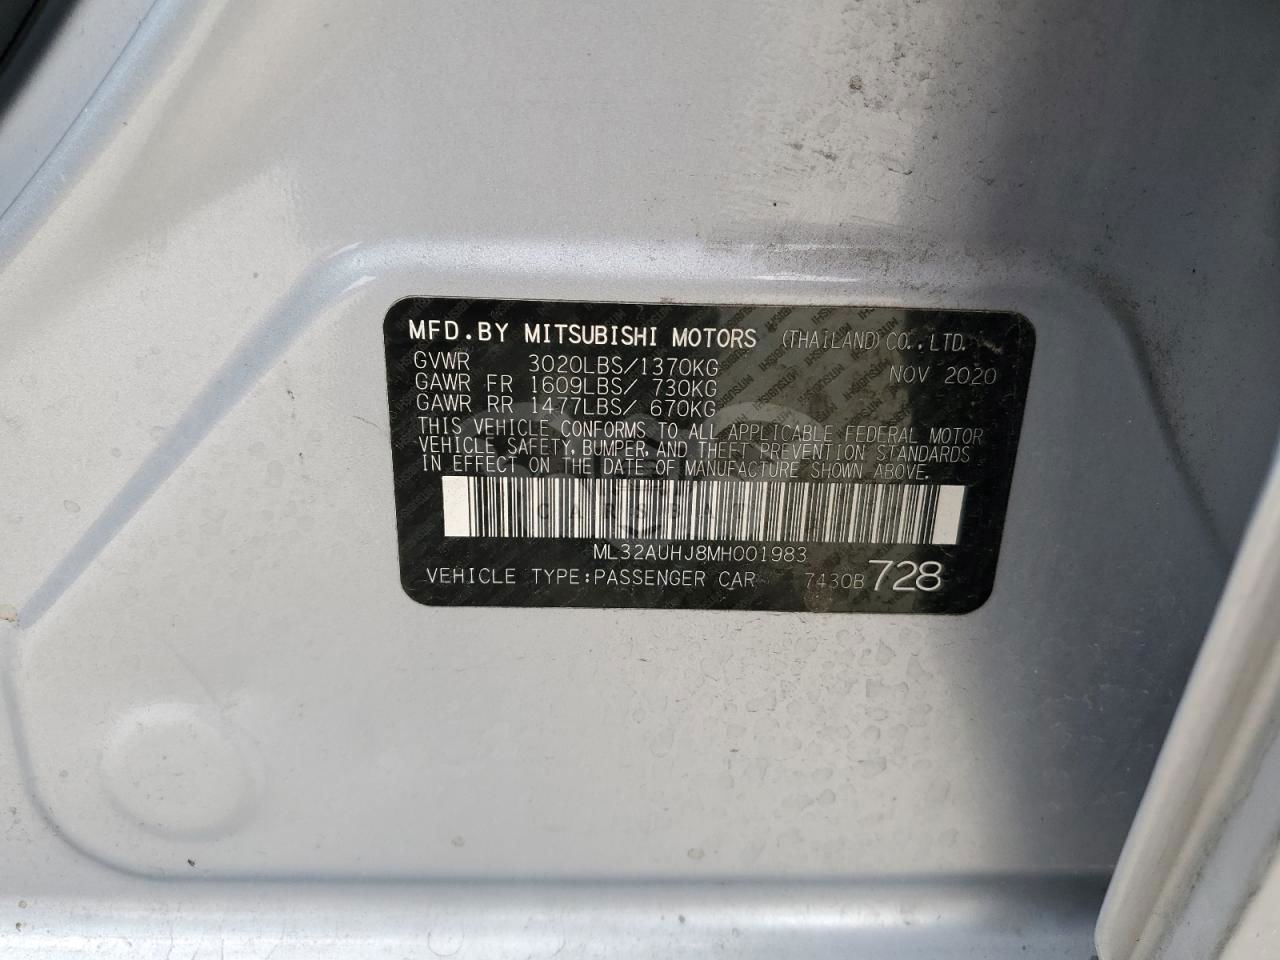 MFD.BY MITSUBISHI MOTORS (THAILAND) CO.,LTD.
GVWR 3020LBS/1370KG NOV 2020
GAWR FR 1609LBS/ 730KG
GAWR RR 1477LBS/ 670KG
THIS VEHICLE CONFORMS TO ALL APPLICABLE FEDERAL MOTOR
VEHICLE SAFETY, BUMPER, AND THEFT PREVENTION STANDARDS
IN EFFECT ON THE DATE OF MANUFACTURE SHOWN ABOVE.
ML32AUHJ8MH001983
VEHICLE TYPE:PASSENGER CAR 7430B 728